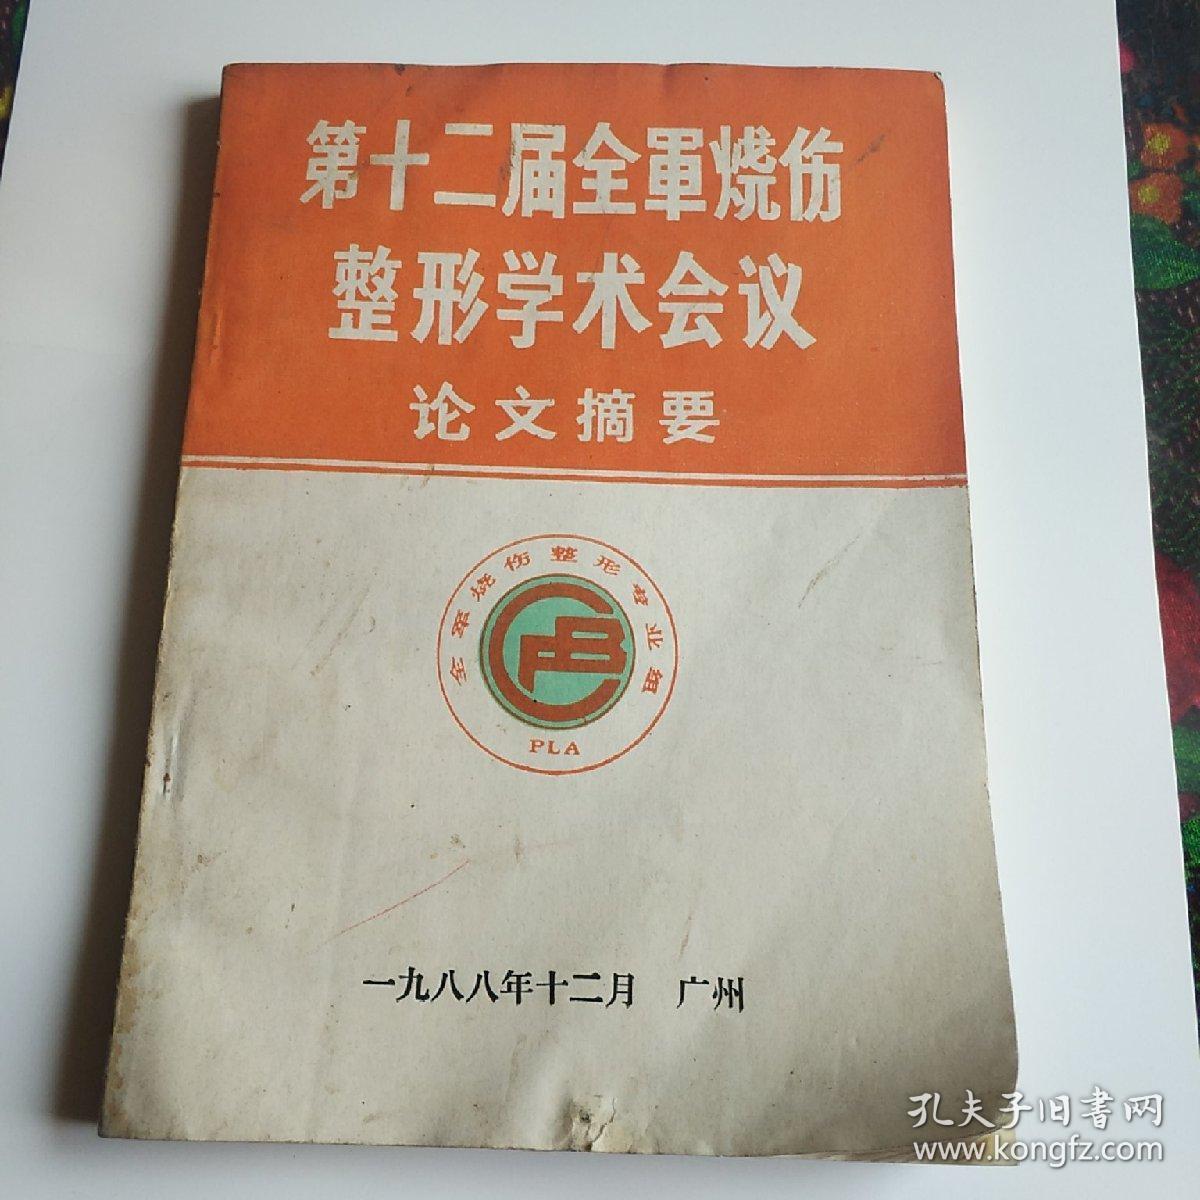 第十二届全軍烧伤
整形学术会议
论文摘要
全军烧伤整形专业组
PLA
一九八八年十二月 广州
孔夫子旧書网
www.kongfz.com